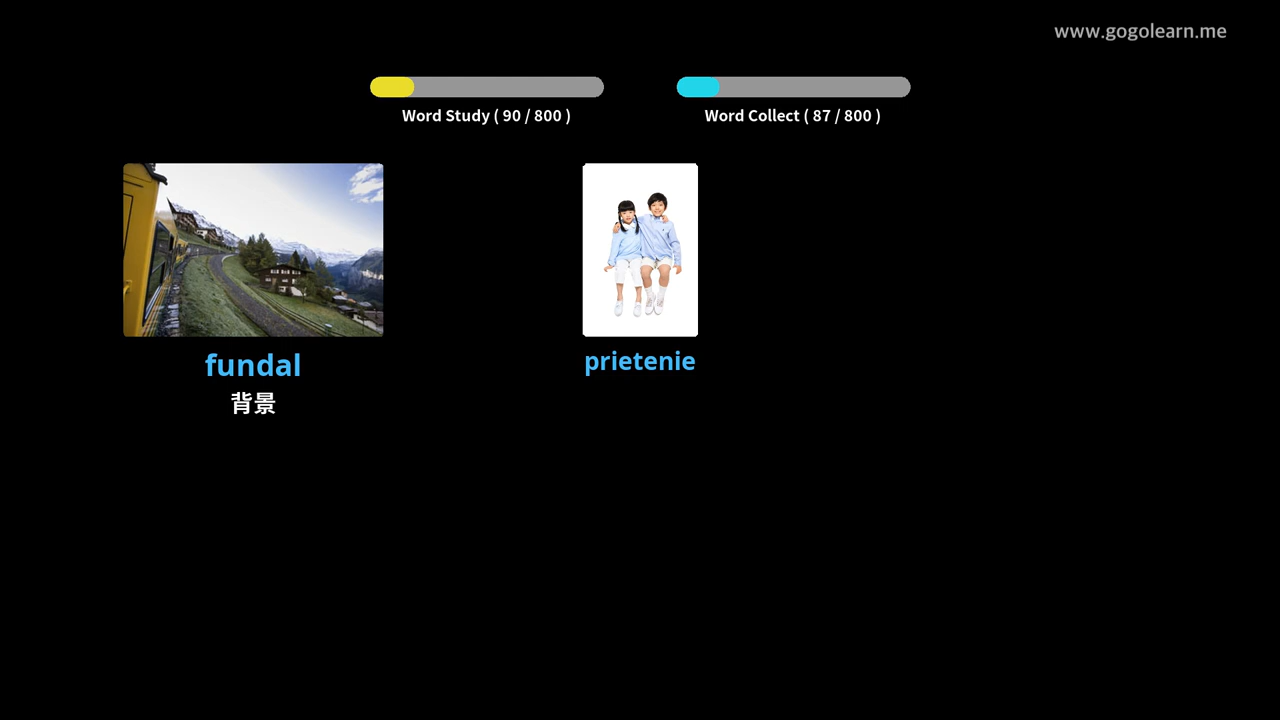 www.gogolearn.me
Word Study ( 90 / 800 )
Word Collect ( 87 / 800 )
fundal
背景
prietenie